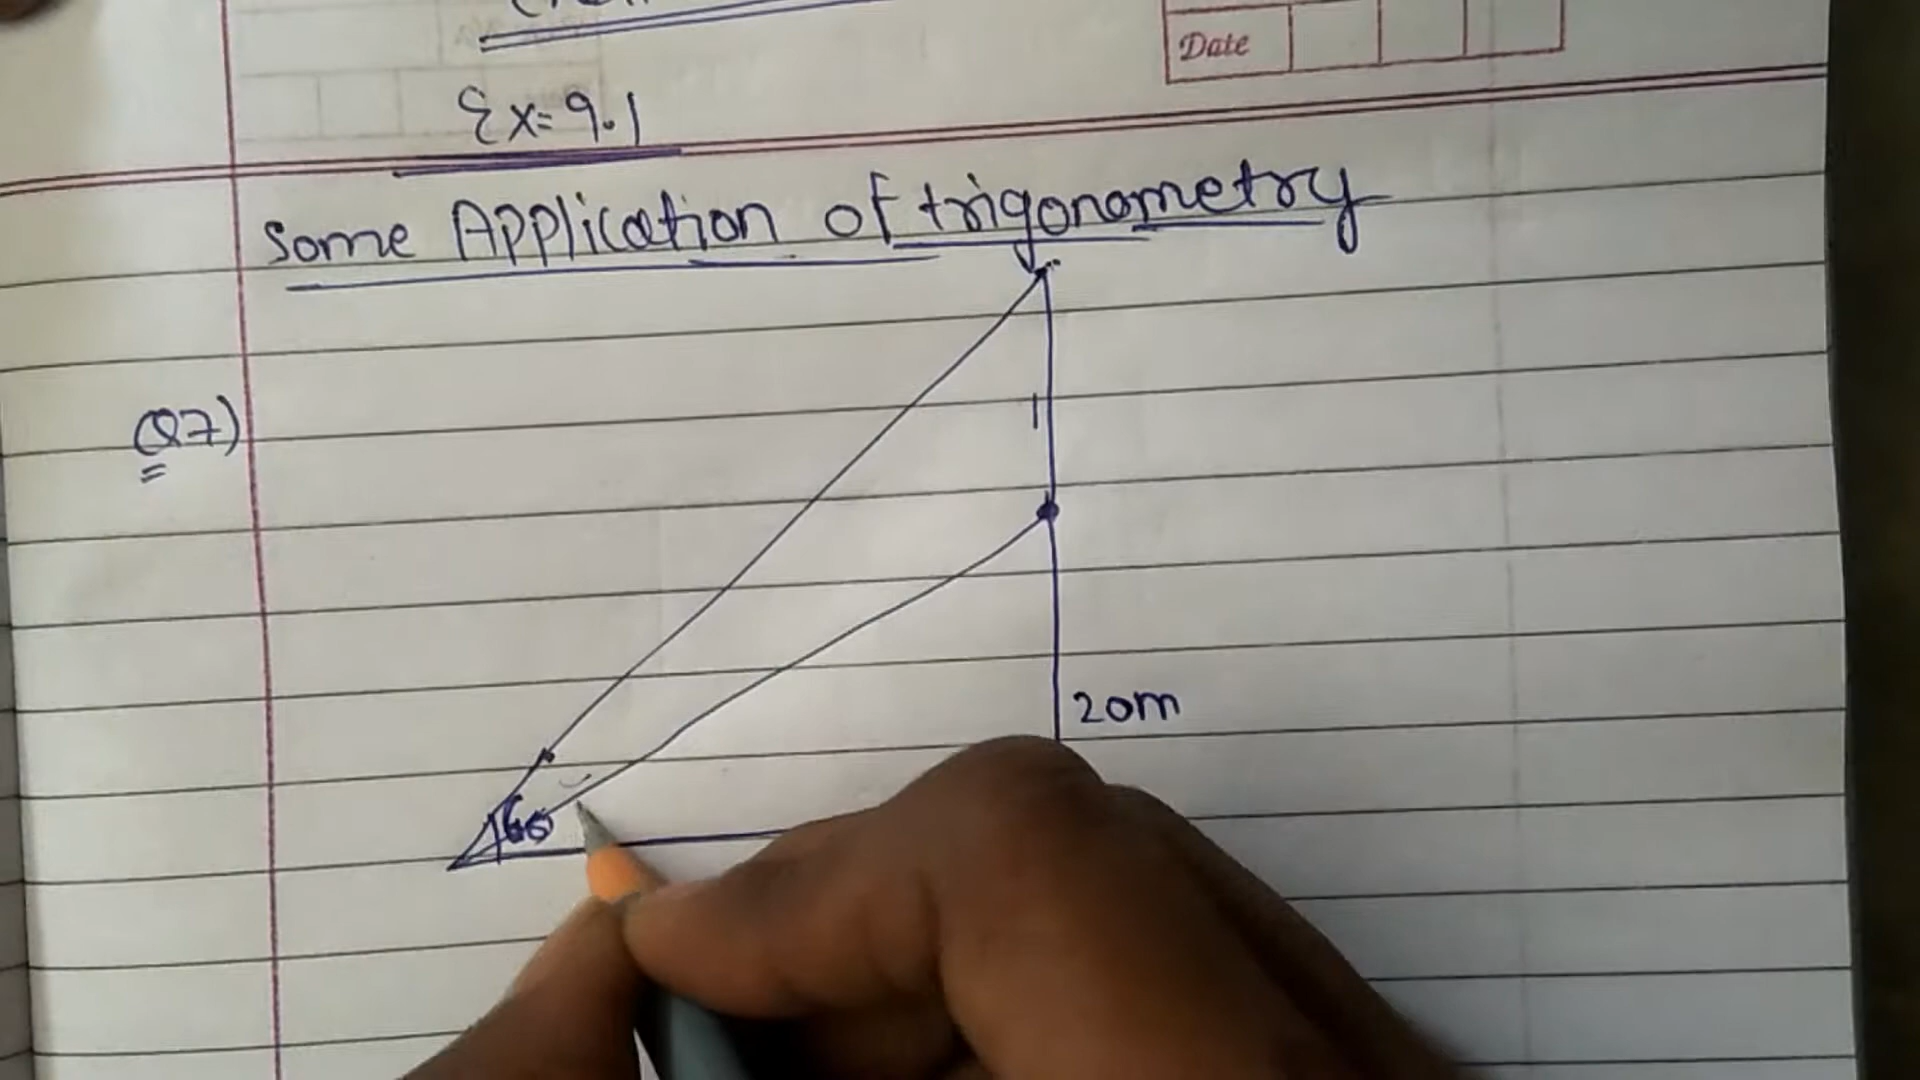 Date
Ex= 9.1
Some Application of trigonometry
Q7)
20m
60